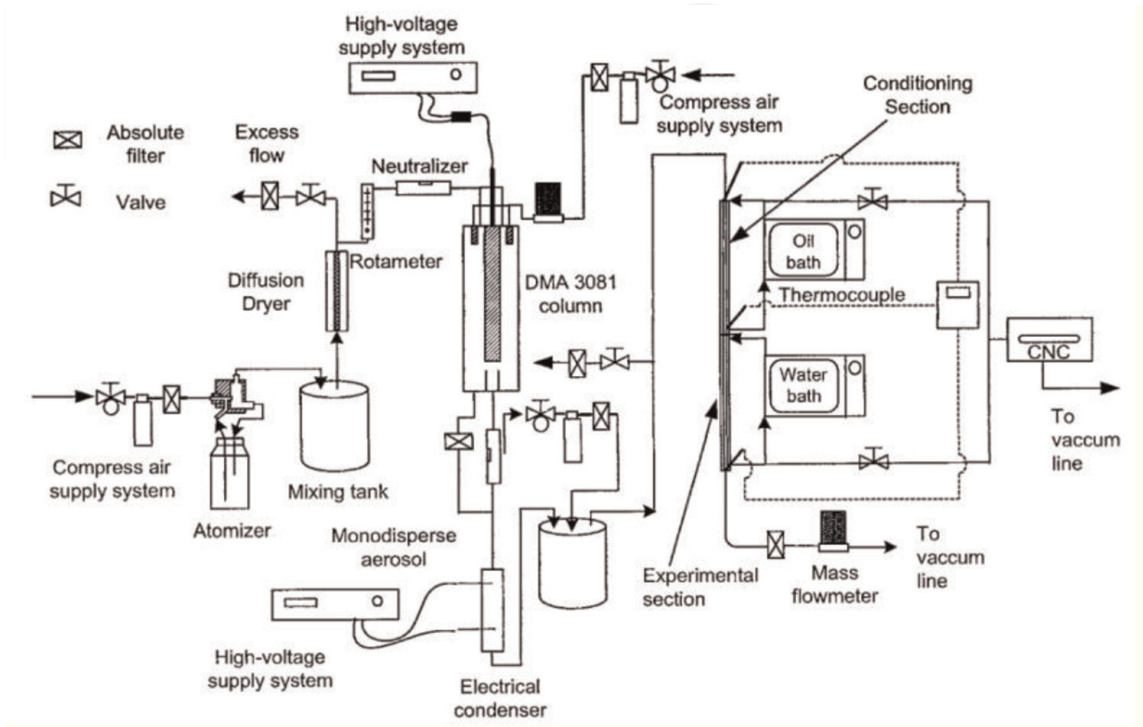 High-voltage
supply system
Compress air
supply system
Conditioning
Section
Absolute
filter
Excess
flow
Neutralizer
Valve
Oil
bath
Rotameter
Diffusion
Dryer
DMA 3081
column
Thermocouple
CNC
Water
bath
To
vaccum
line
Compress air
supply system
Mixing tank
Atomizer
Monodisperse
aerosol
To
vaccum
line
Experimental
section
Mass
flowmeter
High-voltage
supply system
Electrical
condenser